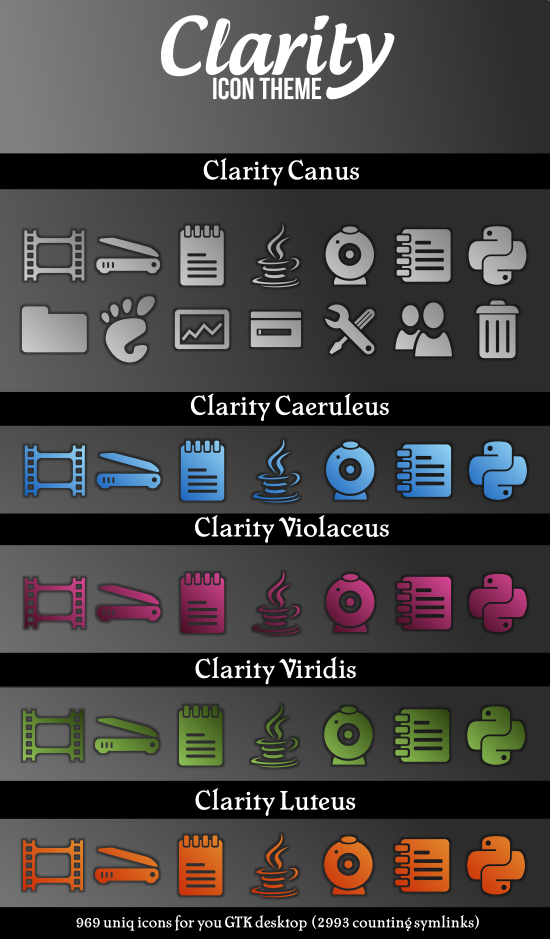 Clarity
ICON THEME
Clarity Canus
Clarity Caeruleus
Clarity Violaceus
Clarity Viridis
Clarity Luteus
969 uniq icons for you GTK desktop (2993 counting symlinks)